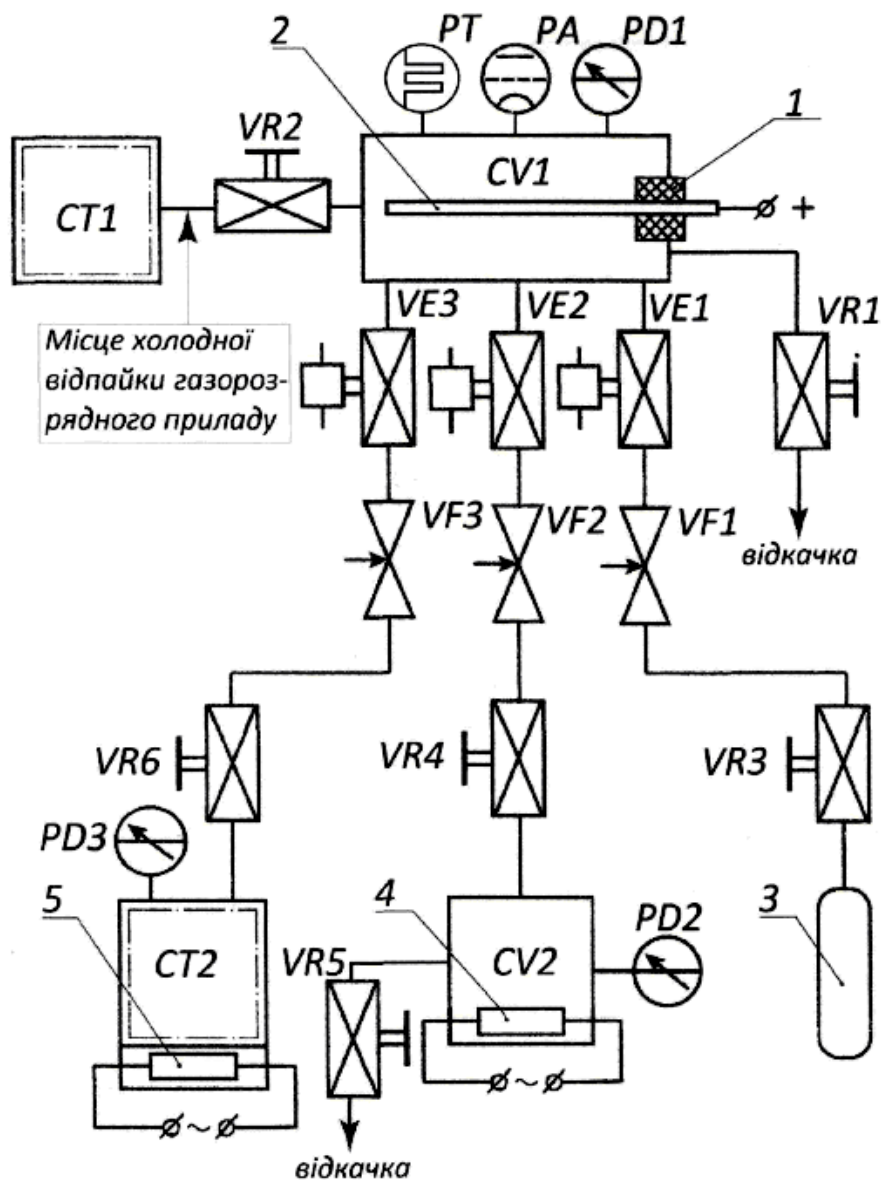 2
PT
PA
PD1
1
VR2
CV1
CT1
+
VE3
VE2
VE1
VR1
Місце холодної
відпайки газороз-
рядного приладу
VF3
VF2
VF1
відкачка
VR6
VR4
VR3
PD3
5
4
PD2
3
CT2
VR5
CV2
~
~
відкачка